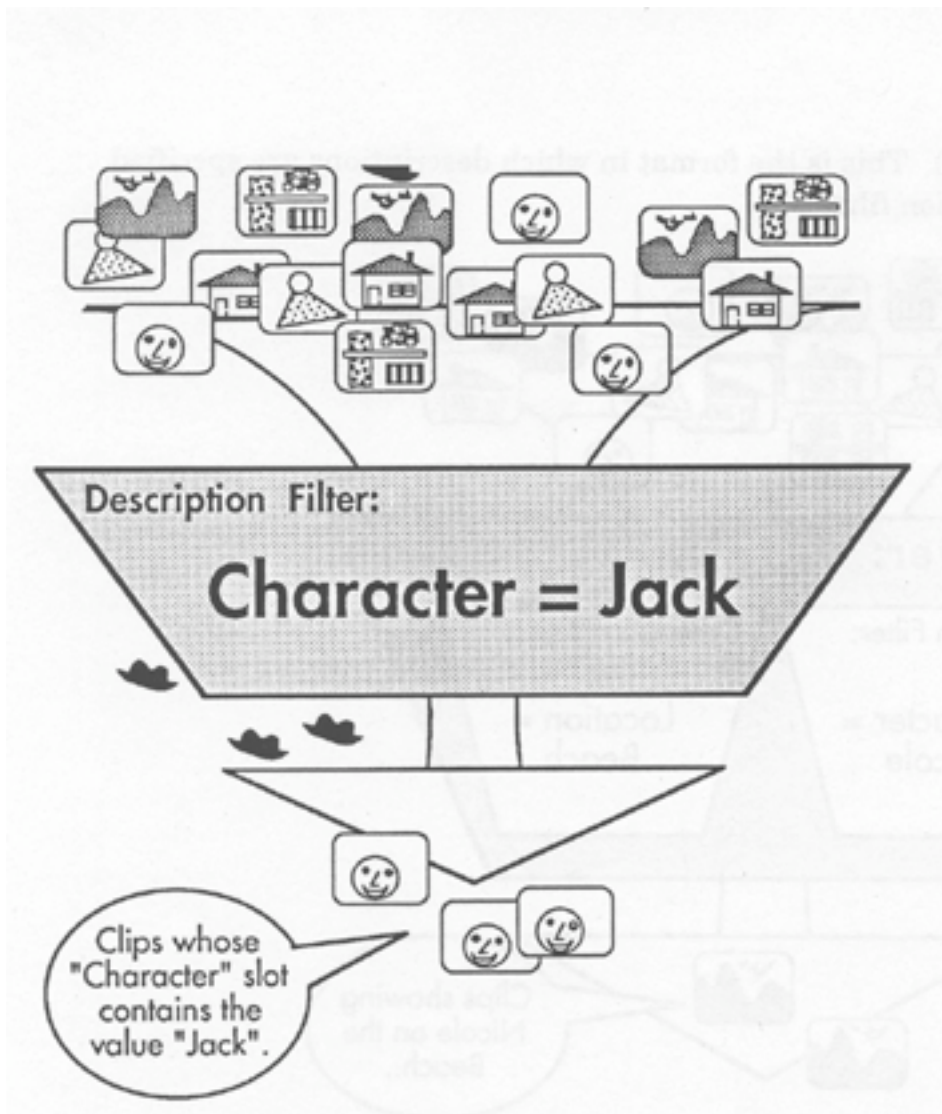 Description Filter:
Character = Jack
Clips whose
"Character" slot
contains the
value "Jack".